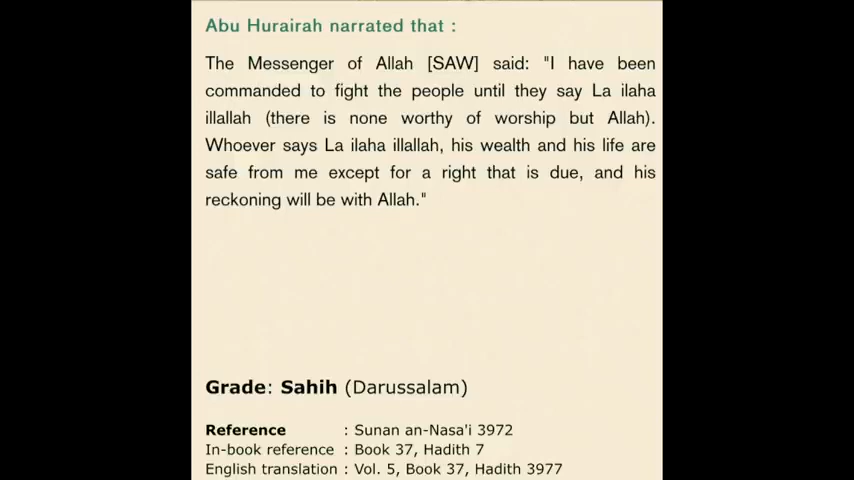 Abu Hurairah narrated that :
The Messenger of Allah [SAW] said: "I have been
commanded to fight the people until they say La ilaha
illallah (there is none worthy of worship but Allah).
Whoever says La ilaha illallah, his wealth and his life are
safe from me except for a right that is due, and his
reckoning will be with Allah."
Grade: Sahih (Darussalam)
Reference : Sunan an-Nasa'i 3972
In-book reference : Book 37, Hadith 7
English translation : Vol. 5, Book 37, Hadith 3977